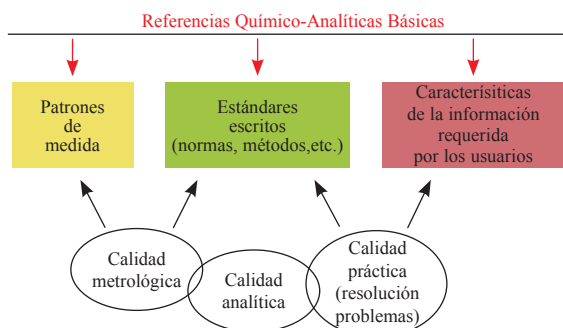 Referencias Químico-Analíticas Básicas
Patrones
de
medida
Estándares
escritos
(normas, métodos,etc.)
Caracterísiticas
de la información
requerida
por los usuarios
Calidad
metrológica
Calidad
analítica
Calidad
práctica
(resolución
problemas)